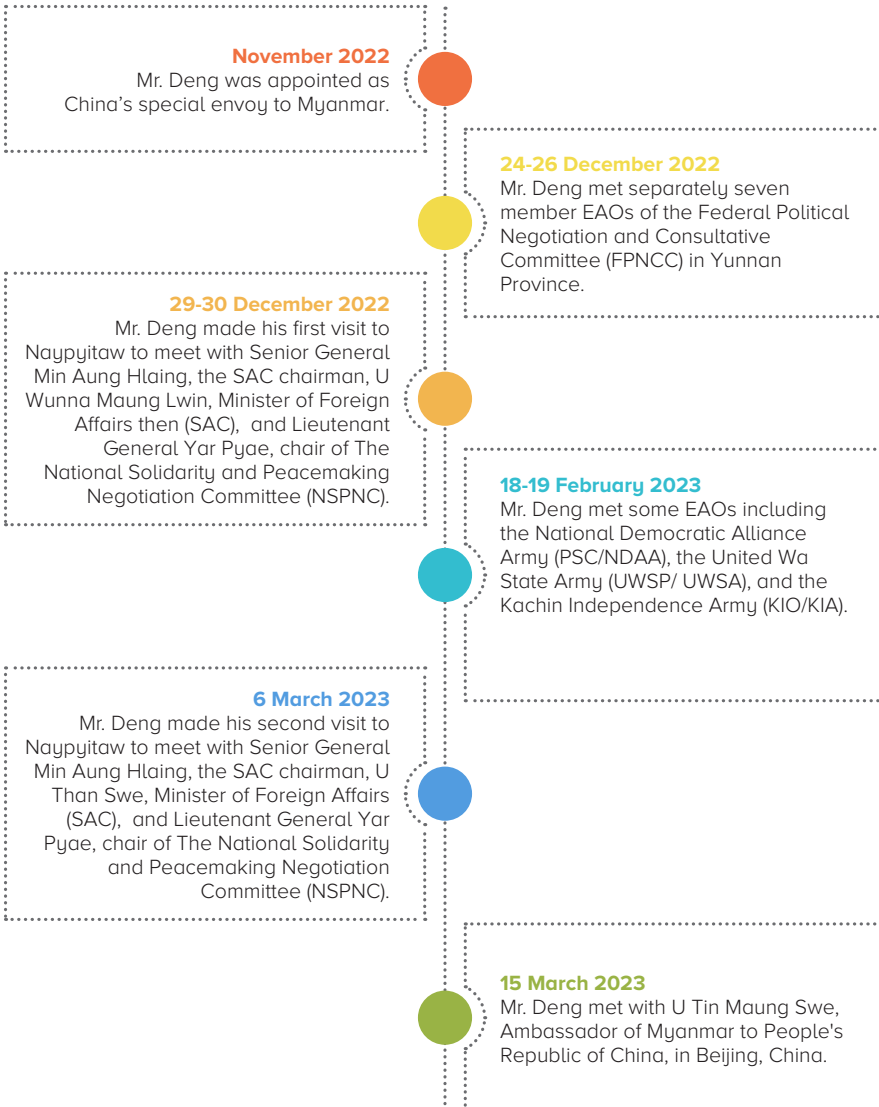 November 2022
Mr. Deng was appointed as
China's special envoy to Myanmar.
24-26 December 2022
Mr. Deng met separately seven
member EAOs of the Federal Political
Negotiation and Consultative
Committee (FPNCC) in Yunnan
Province.
29-30 December 2022
Mr. Deng made his first visit to
Naypyitaw to meet with Senior General
Min Aung Hlaing, the SAC chairman, U
Wunna Maung Lwin, Minister of Foreign
Affairs then (SAC),  and Lieutenant
General Yar Pyae, chair of The
National Solidarity and Peacemaking
Negotiation Committee (NSPNC).
18-19 February 2023
Mr. Deng met some EAOs including
the National Democratic Alliance
Army (PSC/NDAA), the United Wa
State Army (UWSP/ UWSA), and the
Kachin Independence Army (KIO/KIA).
6 March 2023
Mr. Deng made his second visit to
Naypyitaw to meet with Senior General
Min Aung Hlaing, the SAC chairman, U
Than Swe, Minister of Foreign Affairs
(SAC),  and Lieutenant General Yar
Pyae, chair of The National Solidarity
and Peacemaking Negotiation
Committee (NSPNC).
15 March 2023
Mr. Deng met with U Tin Maung Swe,
Ambassador of Myanmar to People's
Republic of China, in Beijing, China.